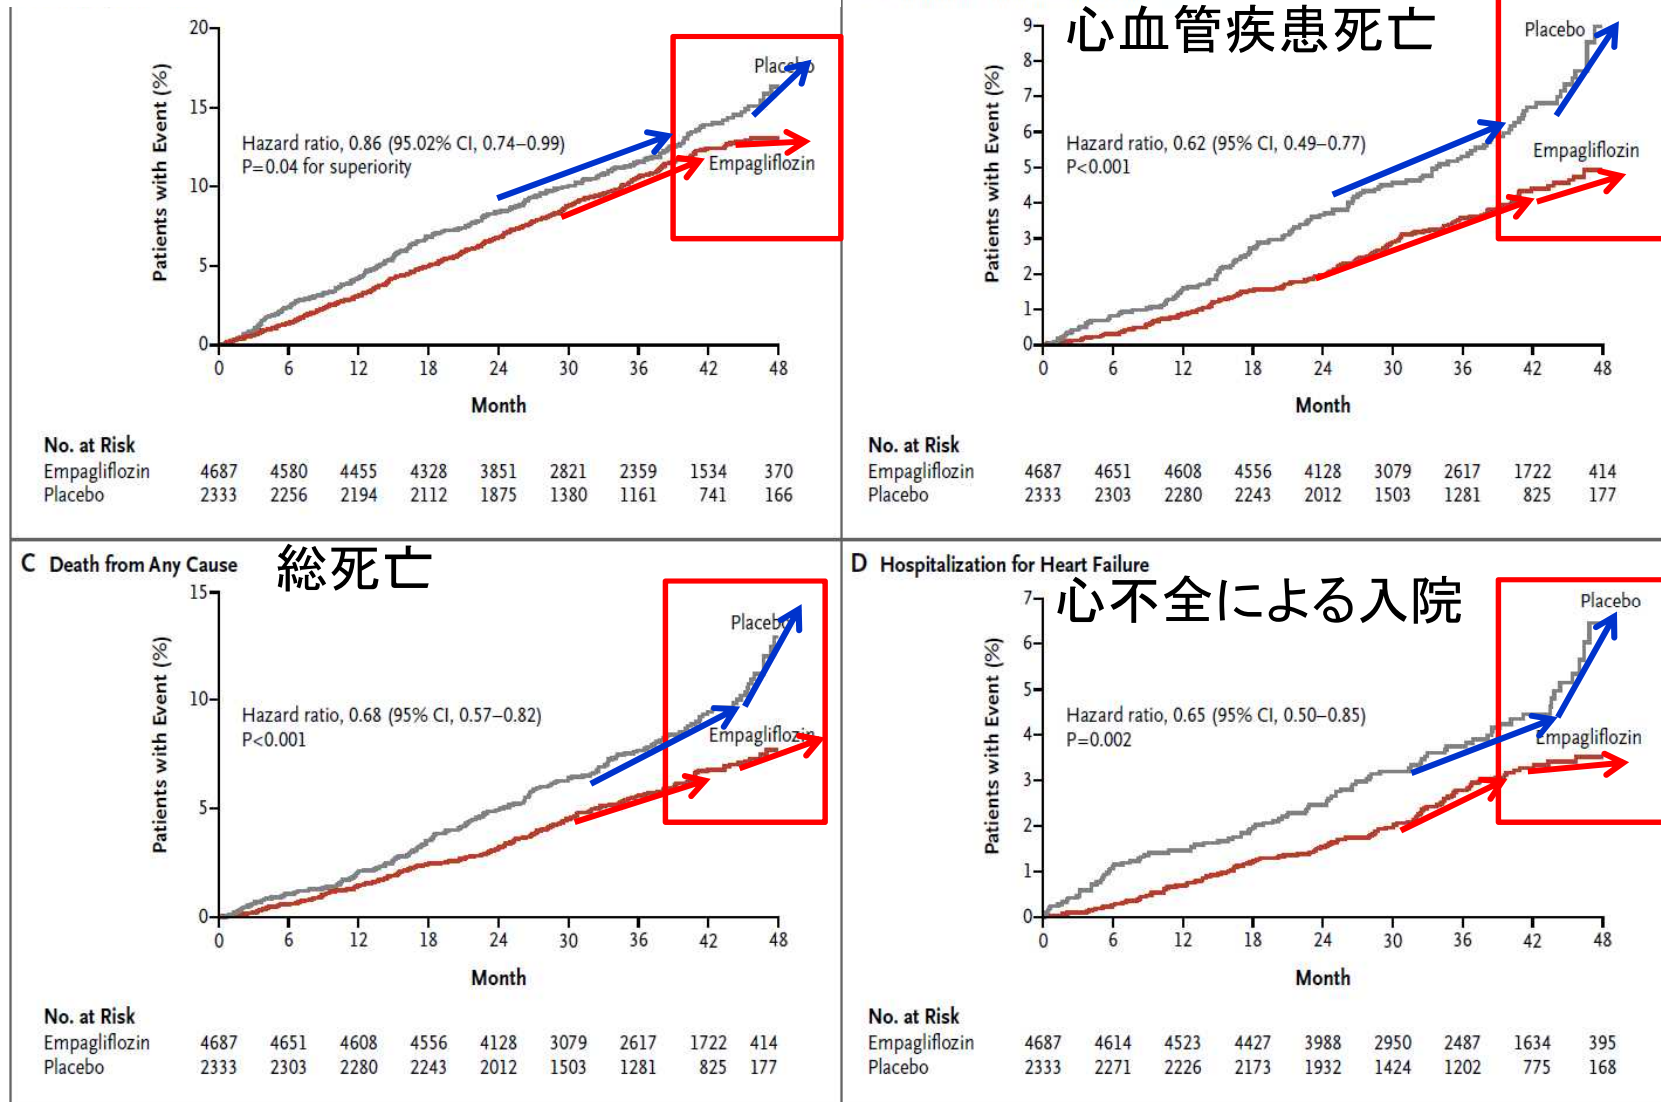 20
15
10
5
0
Patients with Event (%)
Hazard ratio, 0.86 (95.02% CI, 0.74–0.99)
P=0.04 for superiority
Placebo
Empagliflozin
0 6 12 18 24 30 36 42 48
Month
No. at Risk
Empagliflozin 4687 4580 4455 4328 3851 2821 2359 1534 370
Placebo 2333 2256 2194 2112 1875 1380 1161 741 166
心血管疾患死亡
9
8
7
6
5
4
3
2
1
0
Patients with Event (%)
Hazard ratio, 0.62 (95% CI, 0.49–0.77)
P<0.001
Placebo
Empagliflozin
0 6 12 18 24 30 36 42 48
Month
No. at Risk
Empagliflozin 4687 4651 4608 4556 4128 3079 2617 1722 414
Placebo 2333 2303 2280 2243 2012 1503 1281 825 177
C Death from Any Cause
総死亡
15
10
5
0
Patients with Event (%)
Hazard ratio, 0.68 (95% CI, 0.57–0.82)
P<0.001
Placebo
Empagliflozin
0 6 12 18 24 30 36 42 48
Month
No. at Risk
Empagliflozin 4687 4651 4608 4556 4128 3079 2617 1722 414
Placebo 2333 2303 2280 2243 2012 1503 1281 825 177
D Hospitalization for Heart Failure
心不全による入院
7
6
5
4
3
2
1
0
Patients with Event (%)
Hazard ratio, 0.65 (95% CI, 0.50–0.85)
P=0.002
Placebo
Empagliflozin
0 6 12 18 24 30 36 42 48
Month
No. at Risk
Empagliflozin 4687 4614 4523 4427 3988 2950 2487 1634 395
Placebo 2333 2271 2226 2173 1932 1424 1202 775 168